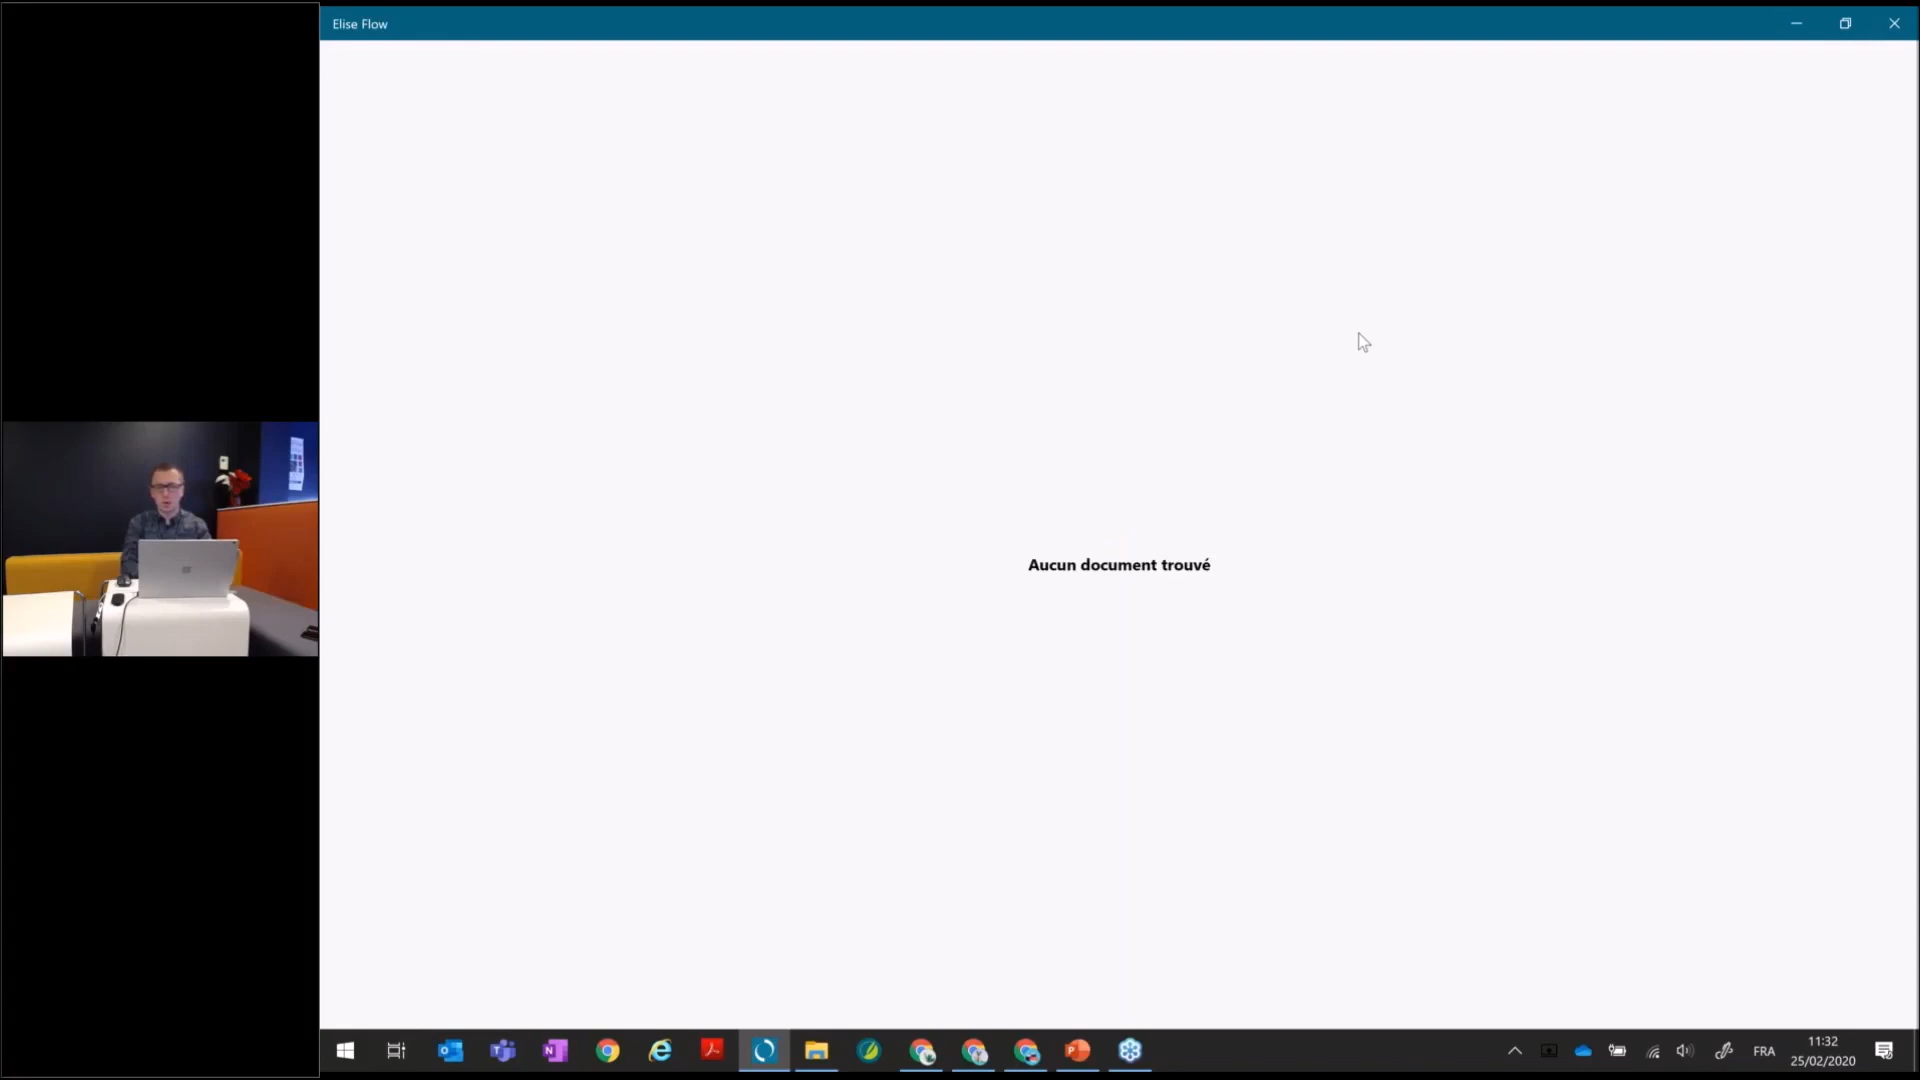 Elise Flow
Aucun document trouvé
FRA
11:32
25/02/2020